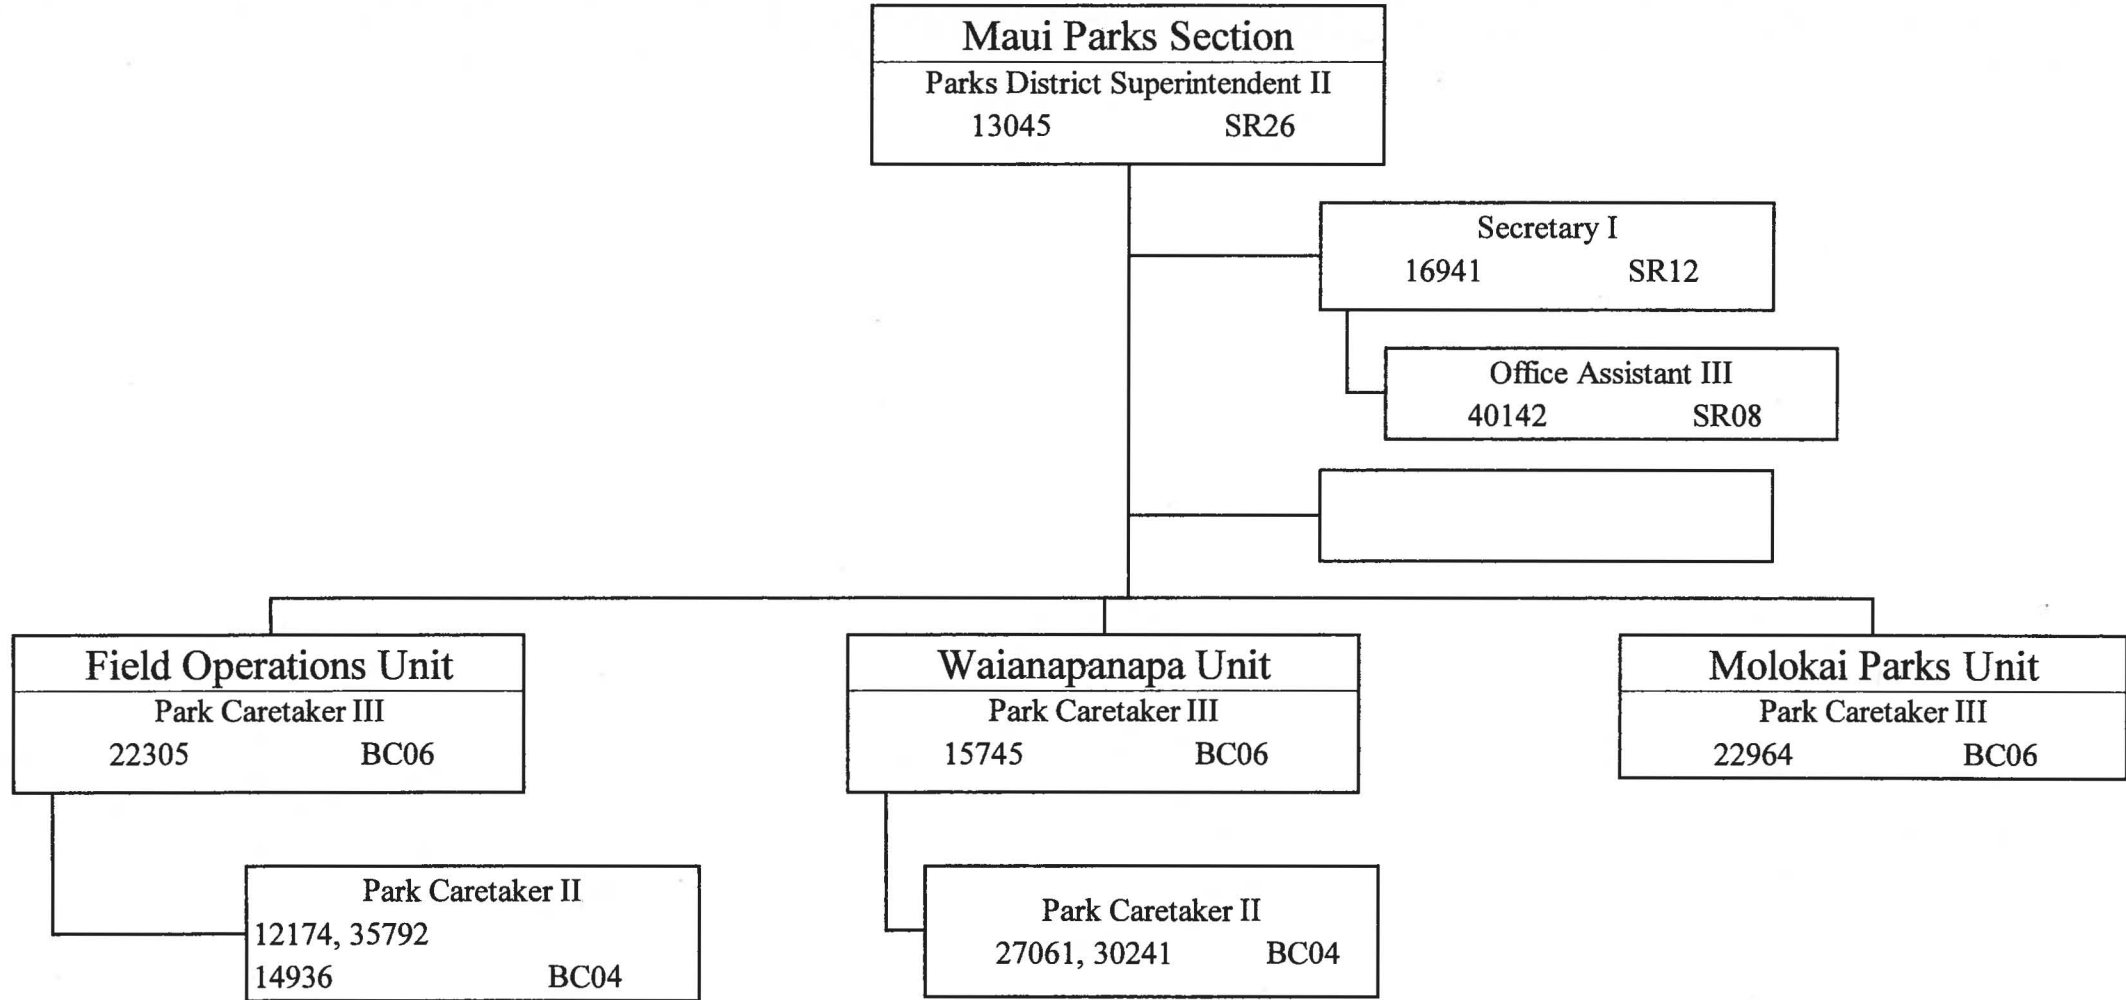 Maui Parks Section
Parks District Superintendent II
13045 SR26
Secretary I
16941 SR12
Office Assistant III
40142 SR08
Field Operations Unit
Park Caretaker III
22305 BC06
Park Caretaker II
12174, 35792
14936 BC04
Waianapanapa Unit
Park Caretaker III
15745 BC06
Park Caretaker II
27061, 30241 BC04
Molokai Parks Unit
Park Caretaker III
22964 BC06